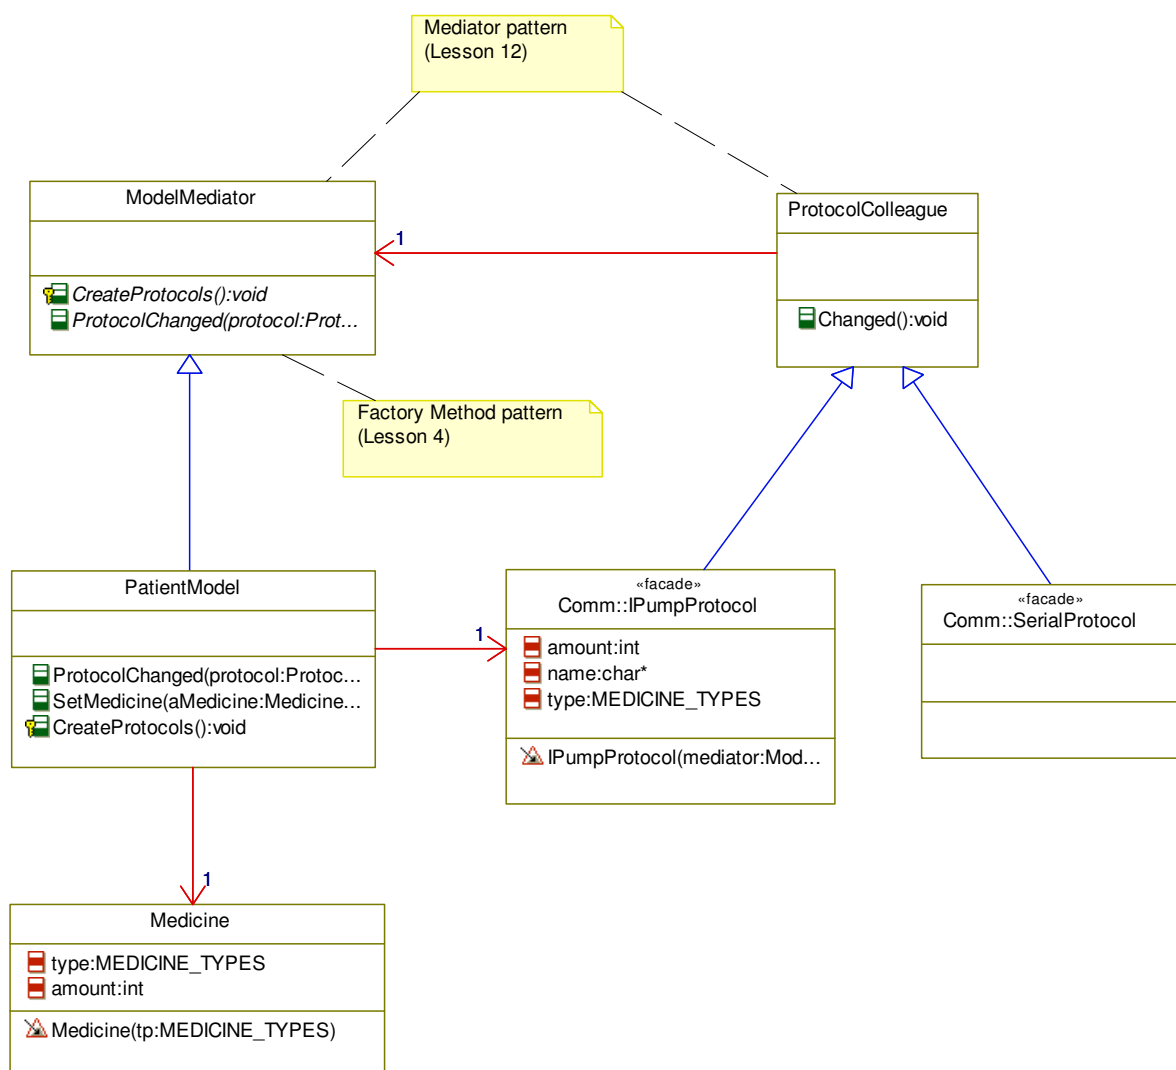 Mediator pattern
(Lesson 12)
ModelMediator
CreateProtocols():void
ProtocolChanged(protocol:Prot...
1
ProtocolColleague
Changed():void
Factory Method pattern
(Lesson 4)
PatientModel
ProtocolChanged(protocol:Protoc...
SetMedicine(aMedicine:Medicine...
CreateProtocols():void
1
«facade»
Comm::IPumpProtocol
amount:int
name:char*
type:MEDICINE_TYPES
IPumpProtocol(mediator:Mod...
«facade»
Comm::SerialProtocol
1
Medicine
type:MEDICINE_TYPES
amount:int
Medicine(tp:MEDICINE_TYPES)